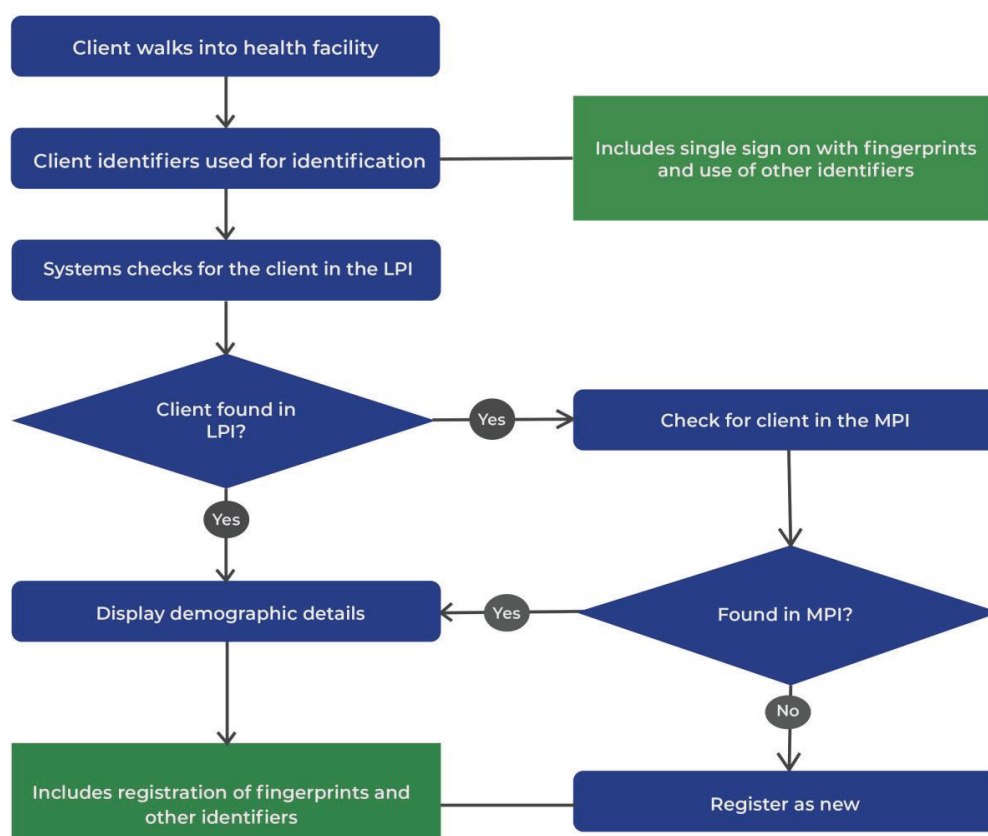 Client walks into health facility
Client identifiers used for identification
Includes single sign on with fingerprints
and use of other identifiers
Systems checks for the client in the LPI
Client found in
LPI?
Yes
Check for client in the MPI
Yes
Display demographic details
Yes
Found in MPI?
No
Includes registration of fingerprints and
other identifiers
Register as new